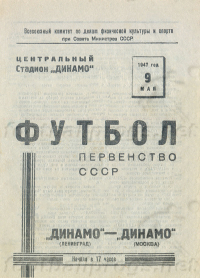 Всесоюзный комитет по делам физической культуры и спорта
при Совете Министров СССР
ЦЕНТРАЛЬНЫЙ
Стадион „ДИНАМО“
1947 год
9
МАЯ
ФУТБОЛ
ПЕРВЕНСТВО
СССР
„ДИНАМО“—„ДИНАМО“
(ЛЕНИНГРАД) (МОСКВА)
Начало в 17 часов